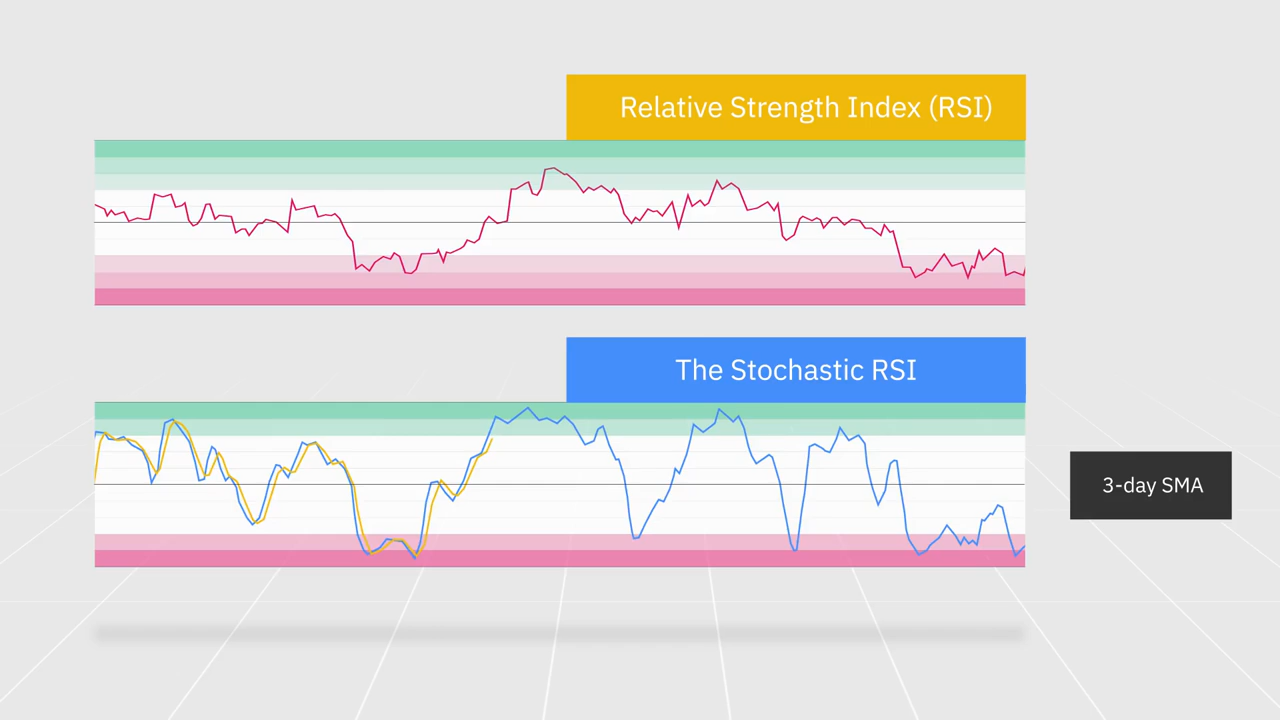 Relative Strength Index (RSI)
The Stochastic RSI
3-day SMA